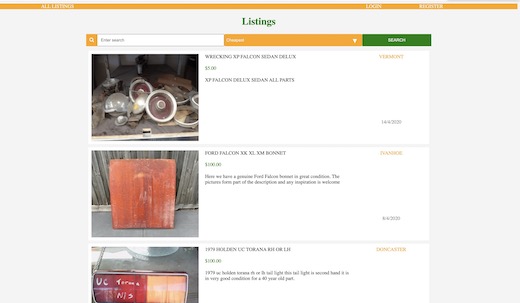 ALL LISTINGS LOGIN REGISTER
Listings
Enter search Cheapest SEARCH
WRECKING XP FALCON SEDAN DELUX VERMONT
$5.00
XP FALCON DELUX SEDAN ALL PARTS
14/4/2020
FORD FALCON XK XL XM BONNET IVANHOE
$100.00
Here we have a genuine Ford Falcon bonnet in great condition. The
pictures form part of the description and any inspiration is welcome
8/4/2020
1979 HOLDEN UC TORANA RH OR LH DONCASTER
$100.00
1979 uc holden torana rh or lh tail light this tail light is second hand it is
in very good condition for a 40 year old part.
UC Torana
N/S